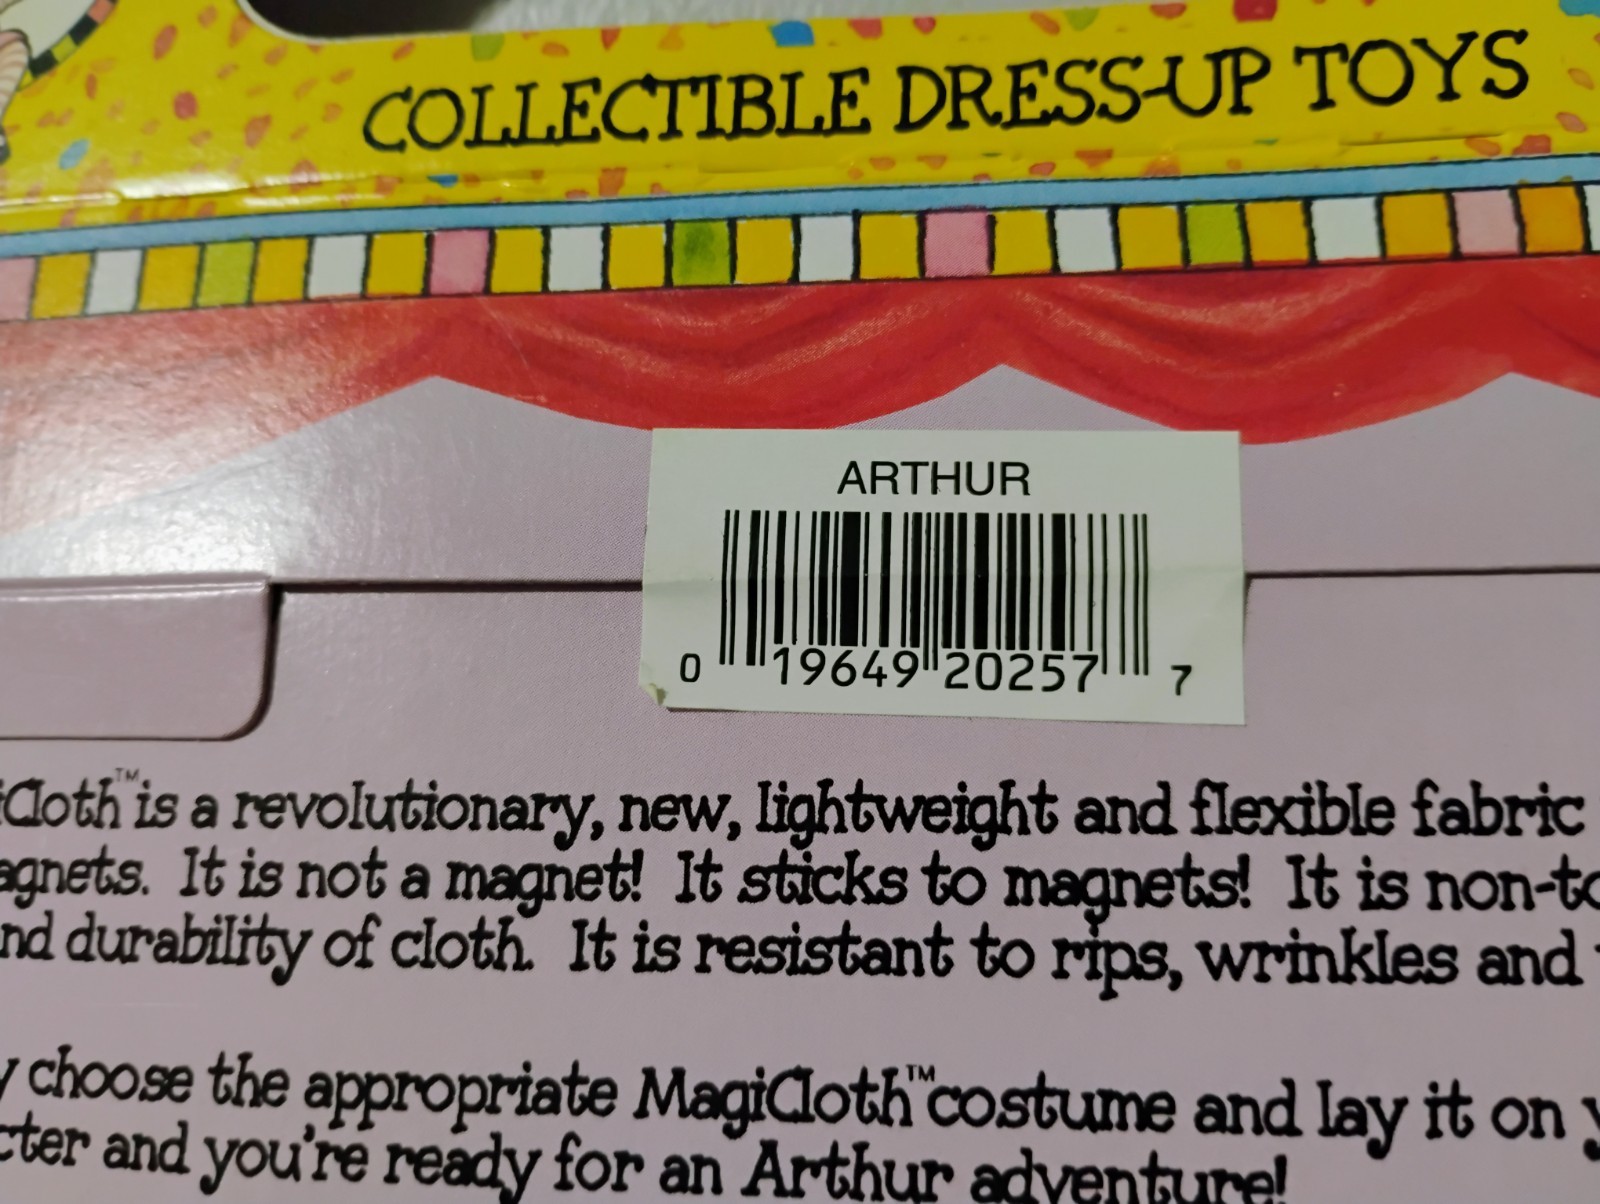 COLLECTIBLE DRESS-UP TOYS
ARTHUR
0 19649 20257 7
iCloth™ is a revolutionary, new, lightweight and flexible fabric
agnets. It is not a magnet! It sticks to magnets! It is non-to
nd durability of cloth. It is resistant to rips, wrinkles and
y choose the appropriate MagiCloth™ costume and lay it on y
cter and you're ready for an Arthur adventure!